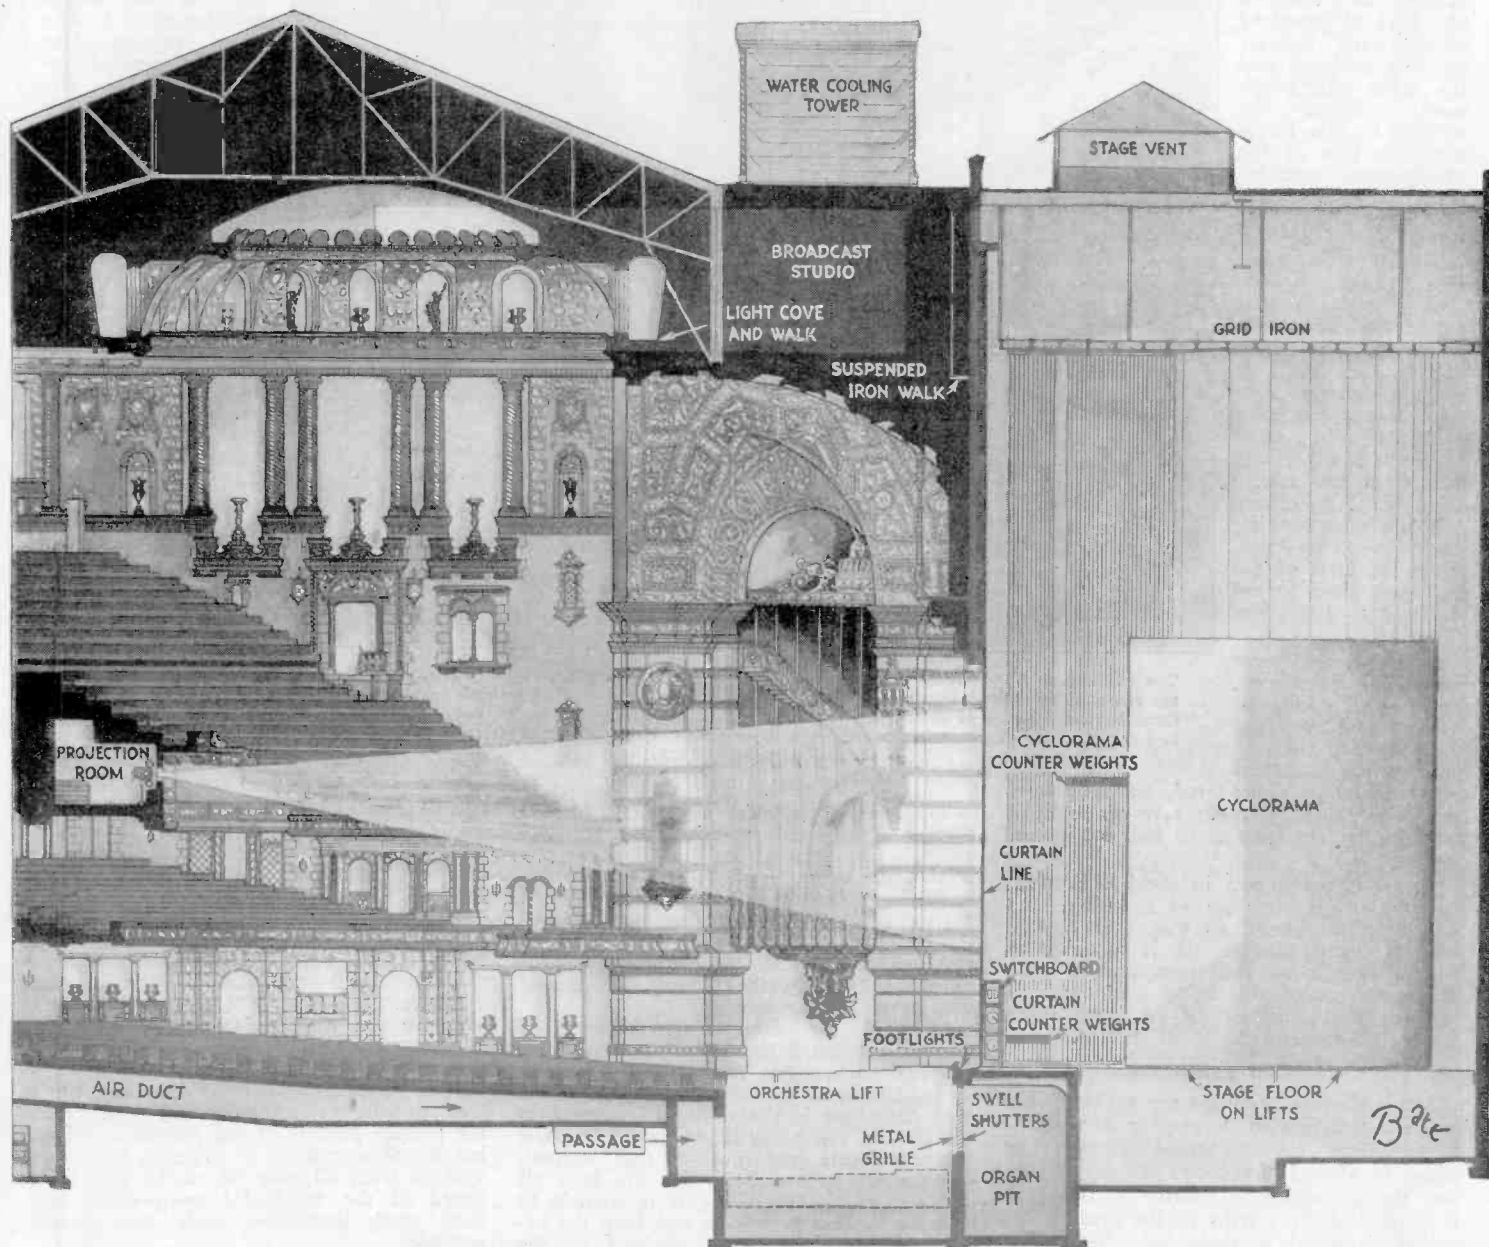 WATER COOLING
TOWER
STAGE VENT
BROADCAST
STUDIO
LIGHT COVE
AND WALK
GRID IRON
SUSPENDED
IRON WALK
PROJECTION
ROOM
CYCLORAMA
COUNTER WEIGHTS
CYCLORAMA
CURTAIN
LINE
SWITCHBOARD
CURTAIN
COUNTER WEIGHTS
FOOTLIGHTS
AIR DUCT
ORCHESTRA LIFT
SWELL
SHUTTERS
STAGE FLOOR
ON LIFTS
PASSAGE
METAL
GRILLE
ORGAN
PIT